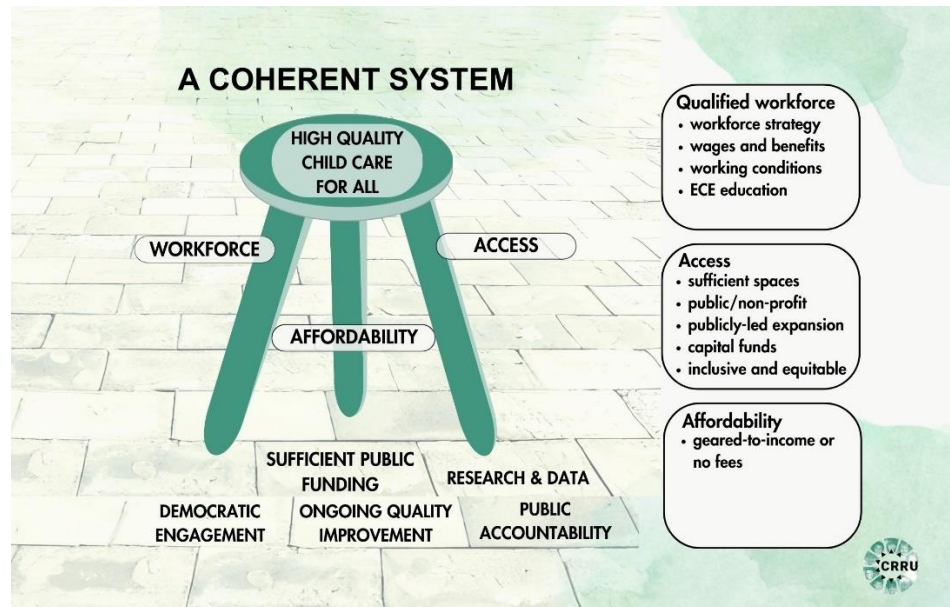 A COHERENT SYSTEM
HIGH QUALITY
CHILD CARE
FOR ALL
WORKFORCE
ACCESS
AFFORDABILITY
SUFFICIENT PUBLIC
FUNDING
RESEARCH & DATA
DEMOCRATIC
ENGAGEMENT
ONGOING QUALITY
IMPROVEMENT
PUBLIC
ACCOUNTABILITY
Qualified workforce
• workforce strategy
• wages and benefits
• working conditions
• ECE education
Access
• sufficient spaces
• public/non-profit
• publicly-led expansion
• capital funds
• inclusive and equitable
Affordability
• geared-to-income or
no fees
CRRU